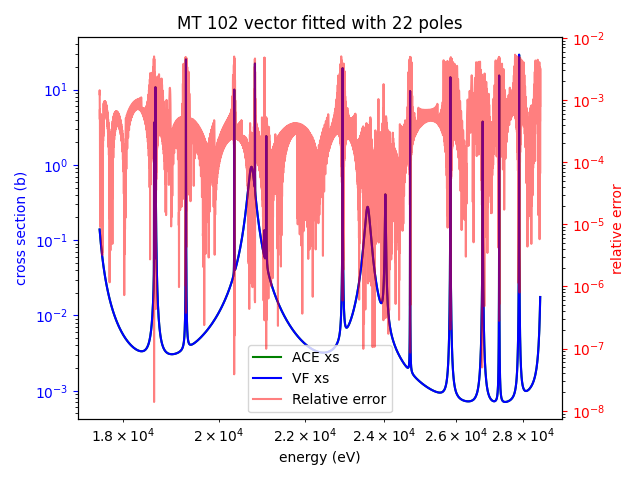 MT 102 vector fitted with 22 poles
cross section (b)
10¹
10⁰
10⁻¹
10⁻²
10⁻³
10⁻²
10⁻³
10⁻⁴
10⁻⁵
10⁻⁶
10⁻⁷
10⁻⁸
relative error
ACE xs
VF xs
Relative error
1.8 × 10⁴ 2 × 10⁴ 2.2 × 10⁴ 2.4 × 10⁴ 2.6 × 10⁴ 2.8 × 10⁴
energy (eV)